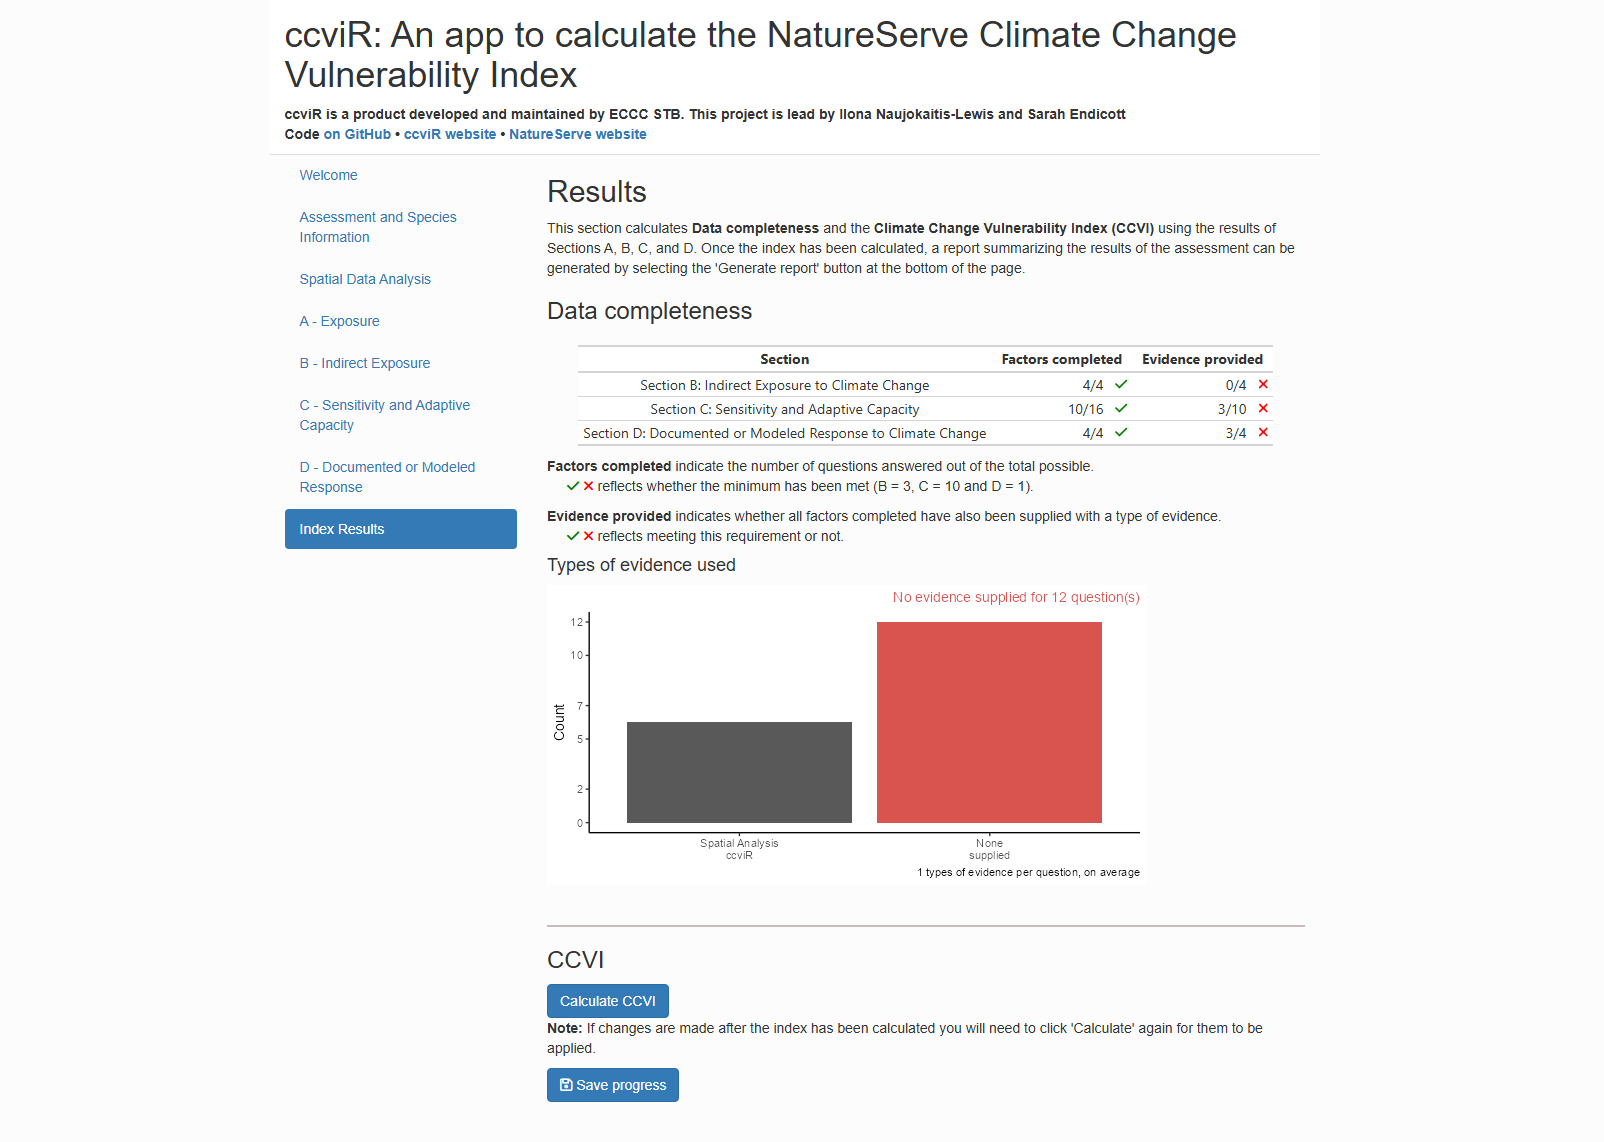 ccviR: An app to calculate the NatureServe Climate Change
Vulnerability Index
ccviR is a product developed and maintained by ECCC STB. This project is lead by Ilona Naujokaitis-Lewis and Sarah Endicott
Code on GitHub • ccviR website • NatureServe website
Welcome
Assessment and Species
Information
Spatial Data Analysis
A - Exposure
B - Indirect Exposure
C - Sensitivity and Adaptive
Capacity
D - Documented or Modeled
Response
Index Results
Results
This section calculates Data completeness and the Climate Change Vulnerability Index (CCVI) using the results of
Sections A, B, C, and D. Once the index has been calculated, a report summarizing the results of the assessment can be
generated by selecting the 'Generate report' button at the bottom of the page.
Data completeness
Section Factors completed Evidence provided
Section B: Indirect Exposure to Climate Change 4/4 ✓ 0/4 ✕
Section C: Sensitivity and Adaptive Capacity 10/16 ✓ 3/10 ✕
Section D: Documented or Modeled Response to Climate Change 4/4 ✓ 3/4 ✕
Factors completed indicate the number of questions answered out of the total possible.
✓ ✕ reflects whether the minimum has been met (B = 3, C = 10 and D = 1).
Evidence provided indicates whether all factors completed have also been supplied with a type of evidence.
✓ ✕ reflects meeting this requirement or not.
Types of evidence used
No evidence supplied for 12 question(s)
12
10
7
5
2
0
Count
Spatial Analysis
ccviR
None
supplied
1 types of evidence per question, on average
CCVI
Calculate CCVI
Note: If changes are made after the index has been calculated you will need to click 'Calculate' again for them to be
applied.
Save progress